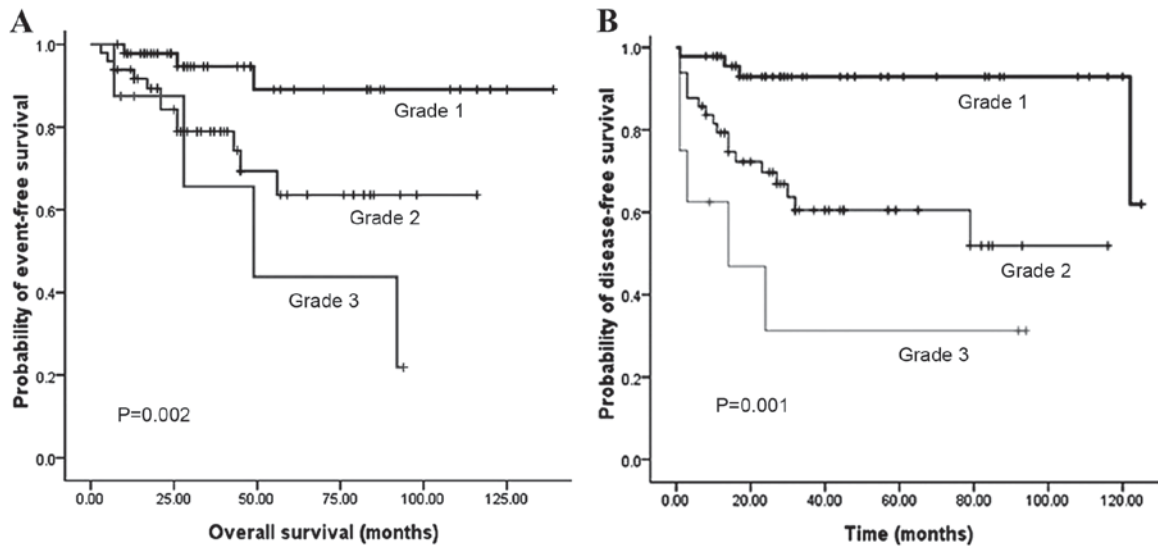 A
Probability of event-free survival
1.0
0.8
0.6
0.4
0.2
0.0
Grade 1
Grade 2
Grade 3
P=0.002
0.00 25.00 50.00 75.00 100.00 125.00
Overall survival (months)
B
Probability of disease-free survival
1.0
0.8
0.6
0.4
0.2
0.0
Grade 1
Grade 2
Grade 3
P=0.001
0.00 20.00 40.00 60.00 80.00 100.00 120.00
Time (months)